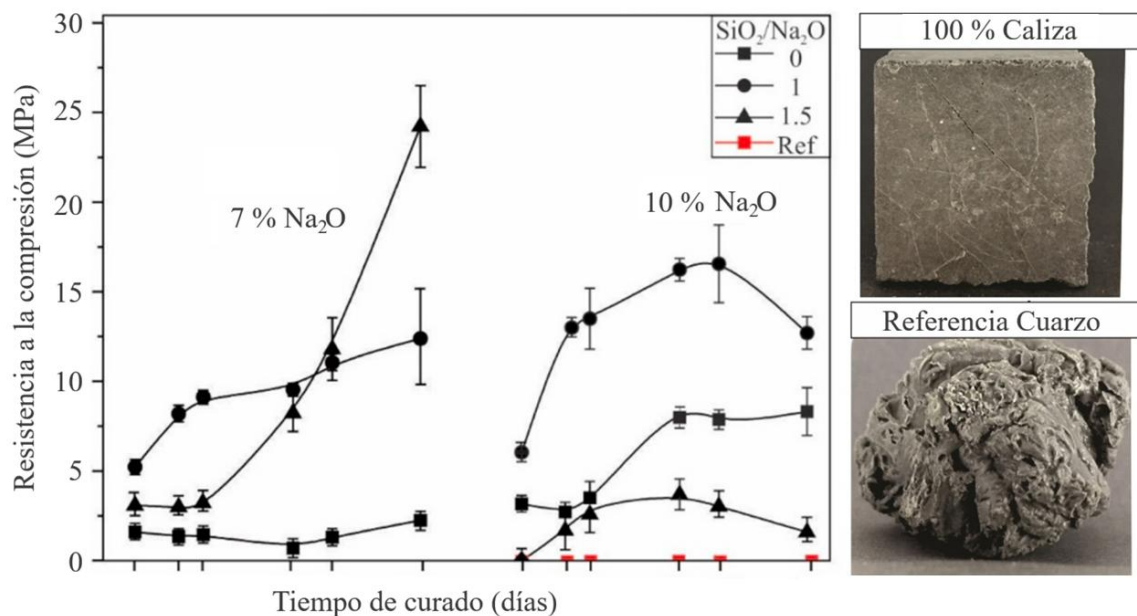 30
25
20
15
10
5
0
Resistencia a la compresión (MPa)
7 % Na₂O
10 % Na₂O
SiO₂/Na₂O
0
1
1.5
Ref
Tiempo de curado (días)
100 % Caliza
Referencia Cuarzo